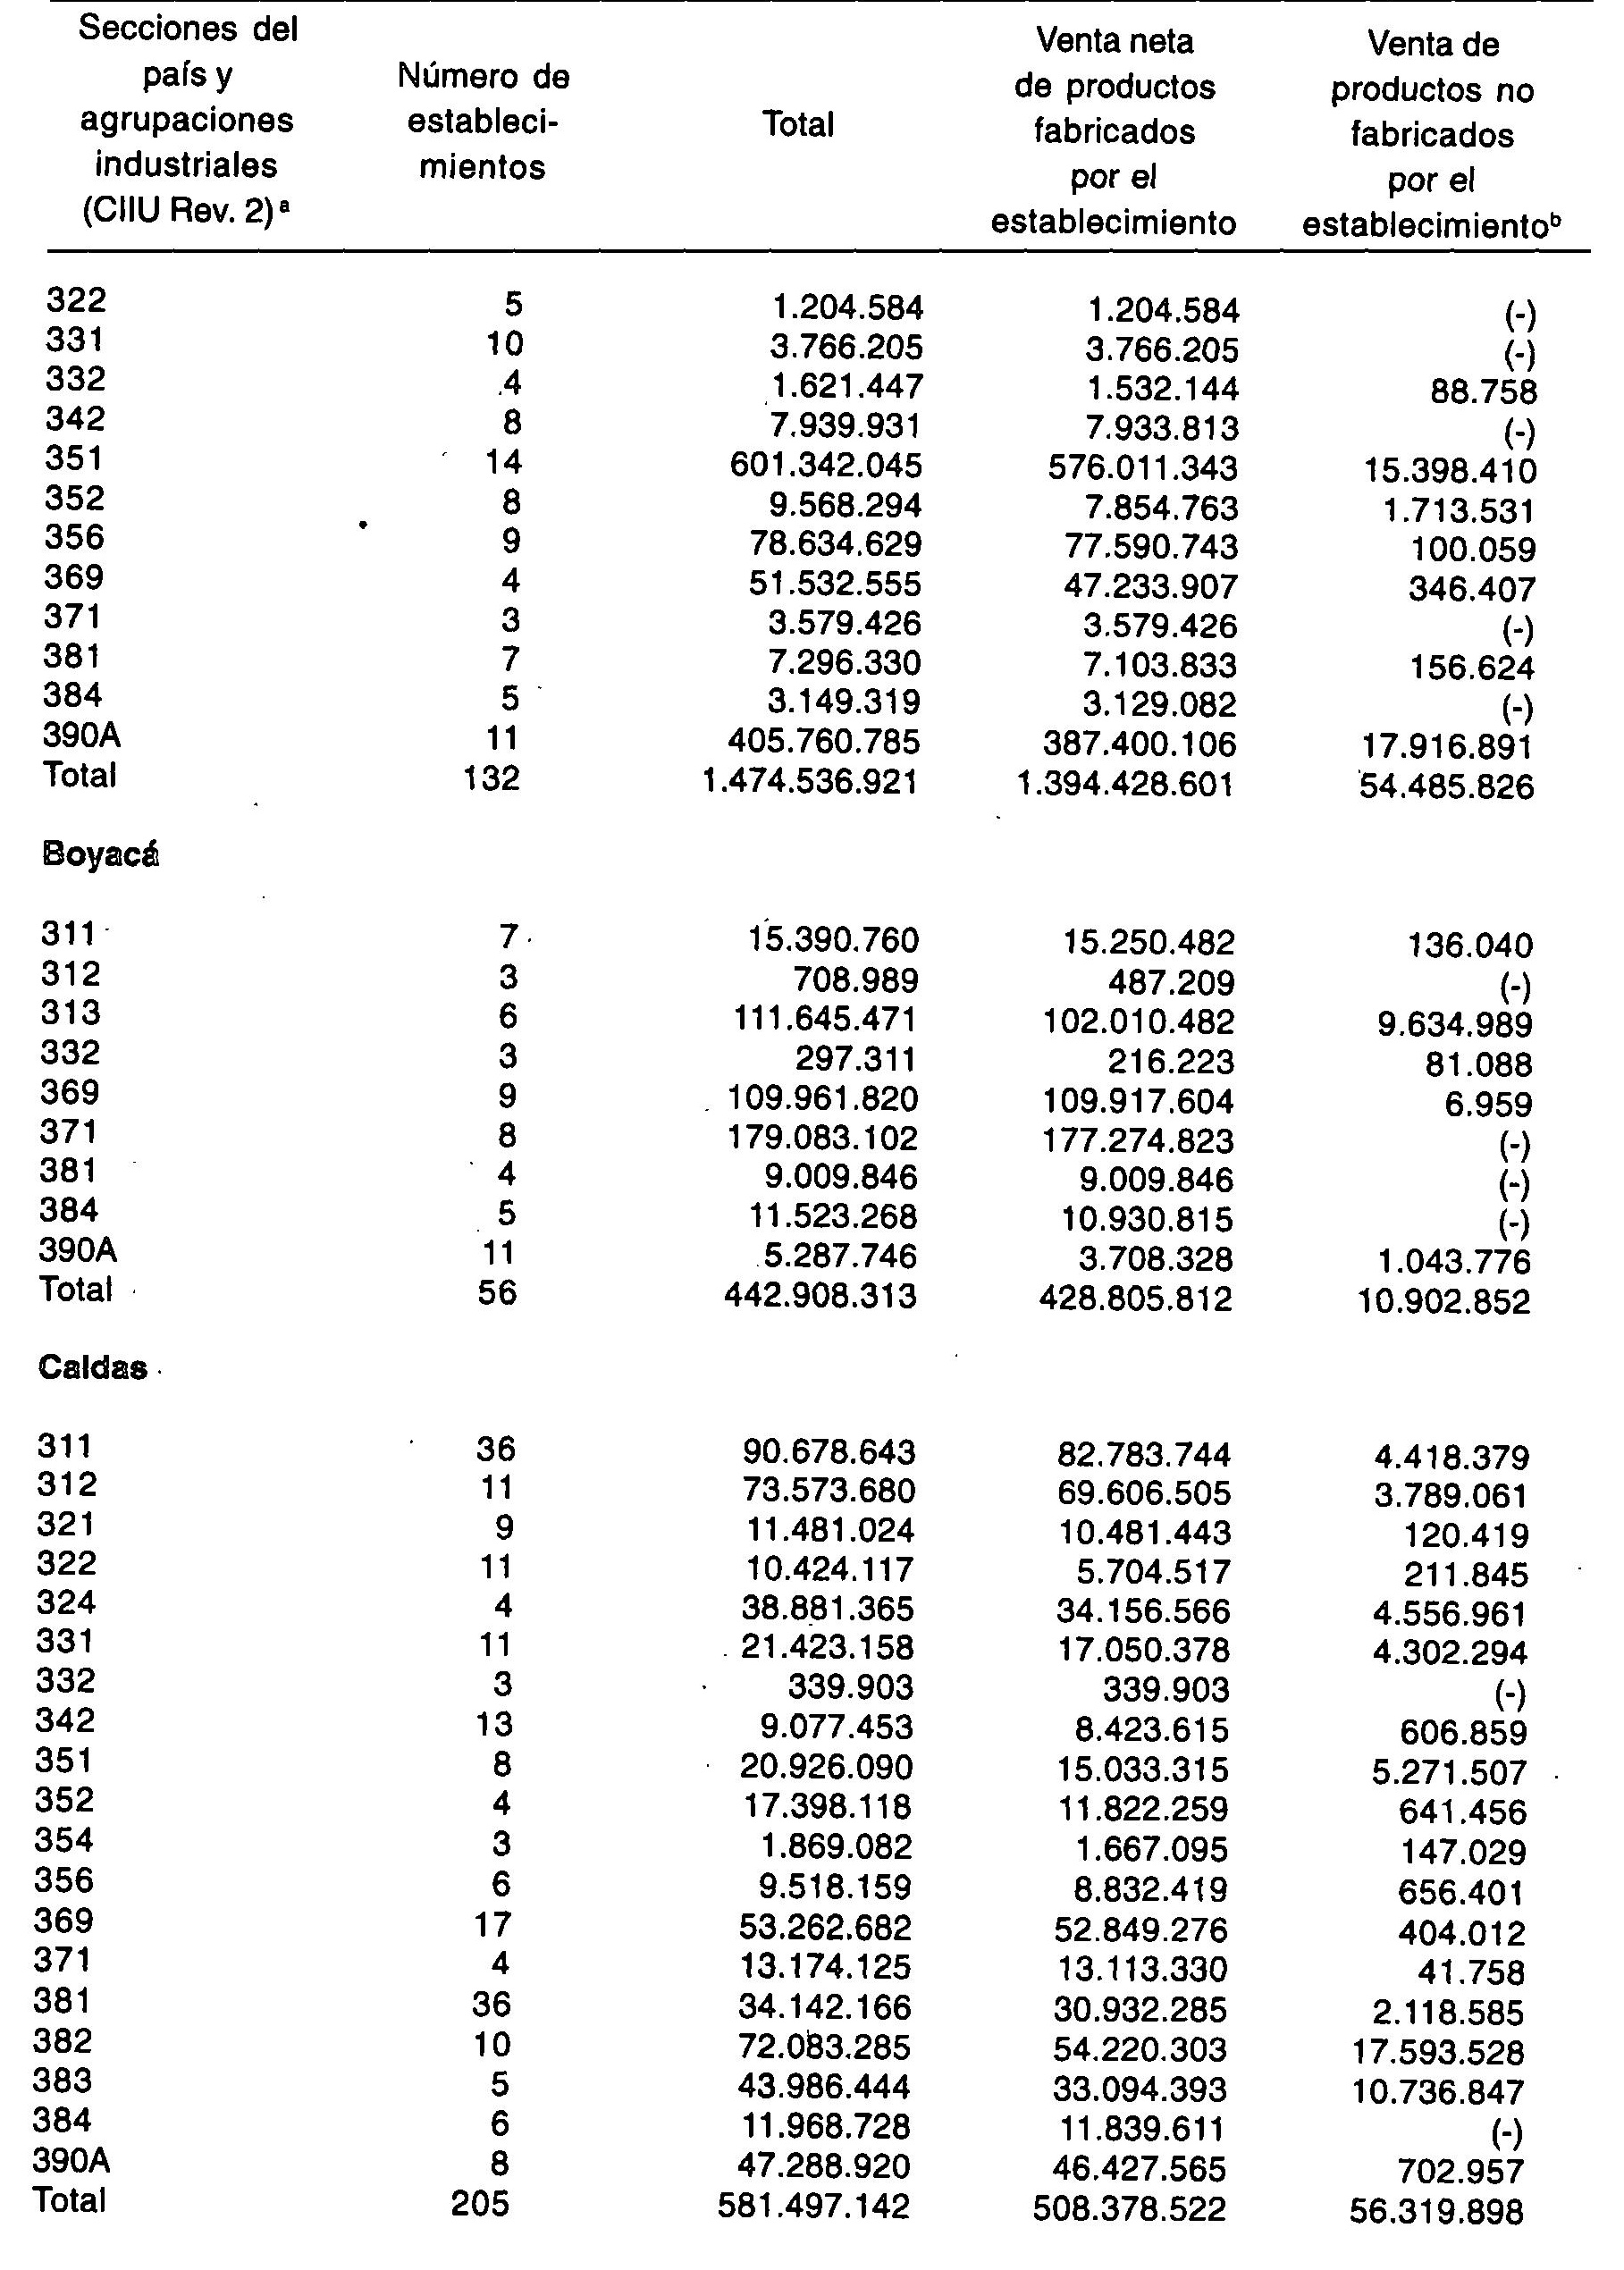 Secciones del país y agrupaciones industriales (CIIU Rev. 2) a | Número de estableci- mientos | Total | Venta neta de productos fabricados por el establecimiento | Venta de productos no fabricados por el establecimiento b
322 5 1.204.584 1.204.584 (-)
331 10 3.766.205 3.766.205 (-)
332 4 1.621.447 1.532.144 88.758
342 8 7.939.931 7.933.813 (-)
351 14 601.342.045 576.011.343 15.398.410
352 8 9.568.294 7.854.763 1.713.531
356 9 78.634.629 77.590.743 100.059
369 4 51.532.555 47.233.907 346.407
371 3 3.579.426 3.579.426 (-)
381 7 7.296.330 7.103.833 156.624
384 5 3.149.319 3.129.082 (-)
390A 11 405.760.785 387.400.106 17.916.891
Total 132 1.474.536.921 1.394.428.601 54.485.826
Boyacá
311 7 15.390.760 15.250.482 136.040
312 3 708.989 487.209 (-)
313 6 111.645.471 102.010.482 9.634.989
332 3 297.311 216.223 81.088
369 9 109.961.820 109.917.604 6.959
371 8 179.083.102 177.274.823 (-)
381 4 9.009.846 9.009.846 (-)
384 5 11.523.268 10.930.815 (-)
390A 11 5.287.746 3.708.328 1.043.776
Total 56 442.908.313 428.805.812 10.902.852
Caldas
311 36 90.678.643 82.783.744 4.418.379
312 11 73.573.680 69.606.505 3.789.061
321 9 11.481.024 10.481.443 120.419
322 11 10.424.117 5.704.517 211.845
324 4 38.881.365 34.156.566 4.556.961
331 11 21.423.158 17.050.378 4.302.294
332 3 339.903 339.903 (-)
342 13 9.077.453 8.423.615 606.859
351 8 20.926.090 15.033.315 5.271.507
352 4 17.398.118 11.822.259 641.456
354 3 1.869.082 1.667.095 147.029
356 6 9.518.159 8.832.419 656.401
369 17 53.262.682 52.849.276 404.012
371 4 13.174.125 13.113.330 41.758
381 36 34.142.166 30.932.285 2.118.585
382 10 72.083.285 54.220.303 17.593.528
383 5 43.986.444 33.094.393 10.736.847
384 6 11.968.728 11.839.611 (-)
390A 8 47.288.920 46.427.565 702.957
Total 205 581.497.142 508.378.522 56.319.898